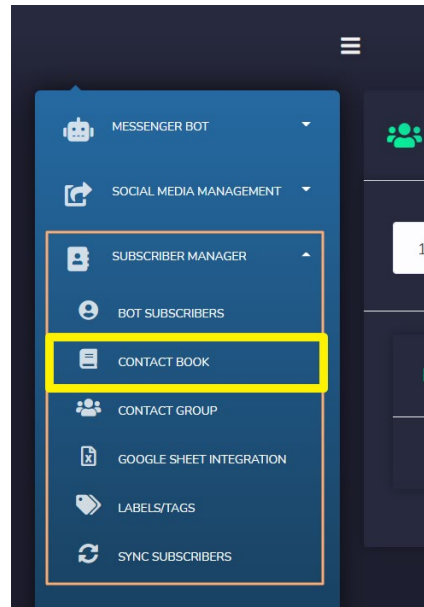 MESSENGER BOT
SOCIAL MEDIA MANAGEMENT
SUBSCRIBER MANAGER
1
BOT SUBSCRIBERS
CONTACT BOOK
CONTACT GROUP
GOOGLE SHEET INTEGRATION
LABELS/TAGS
SYNC SUBSCRIBERS